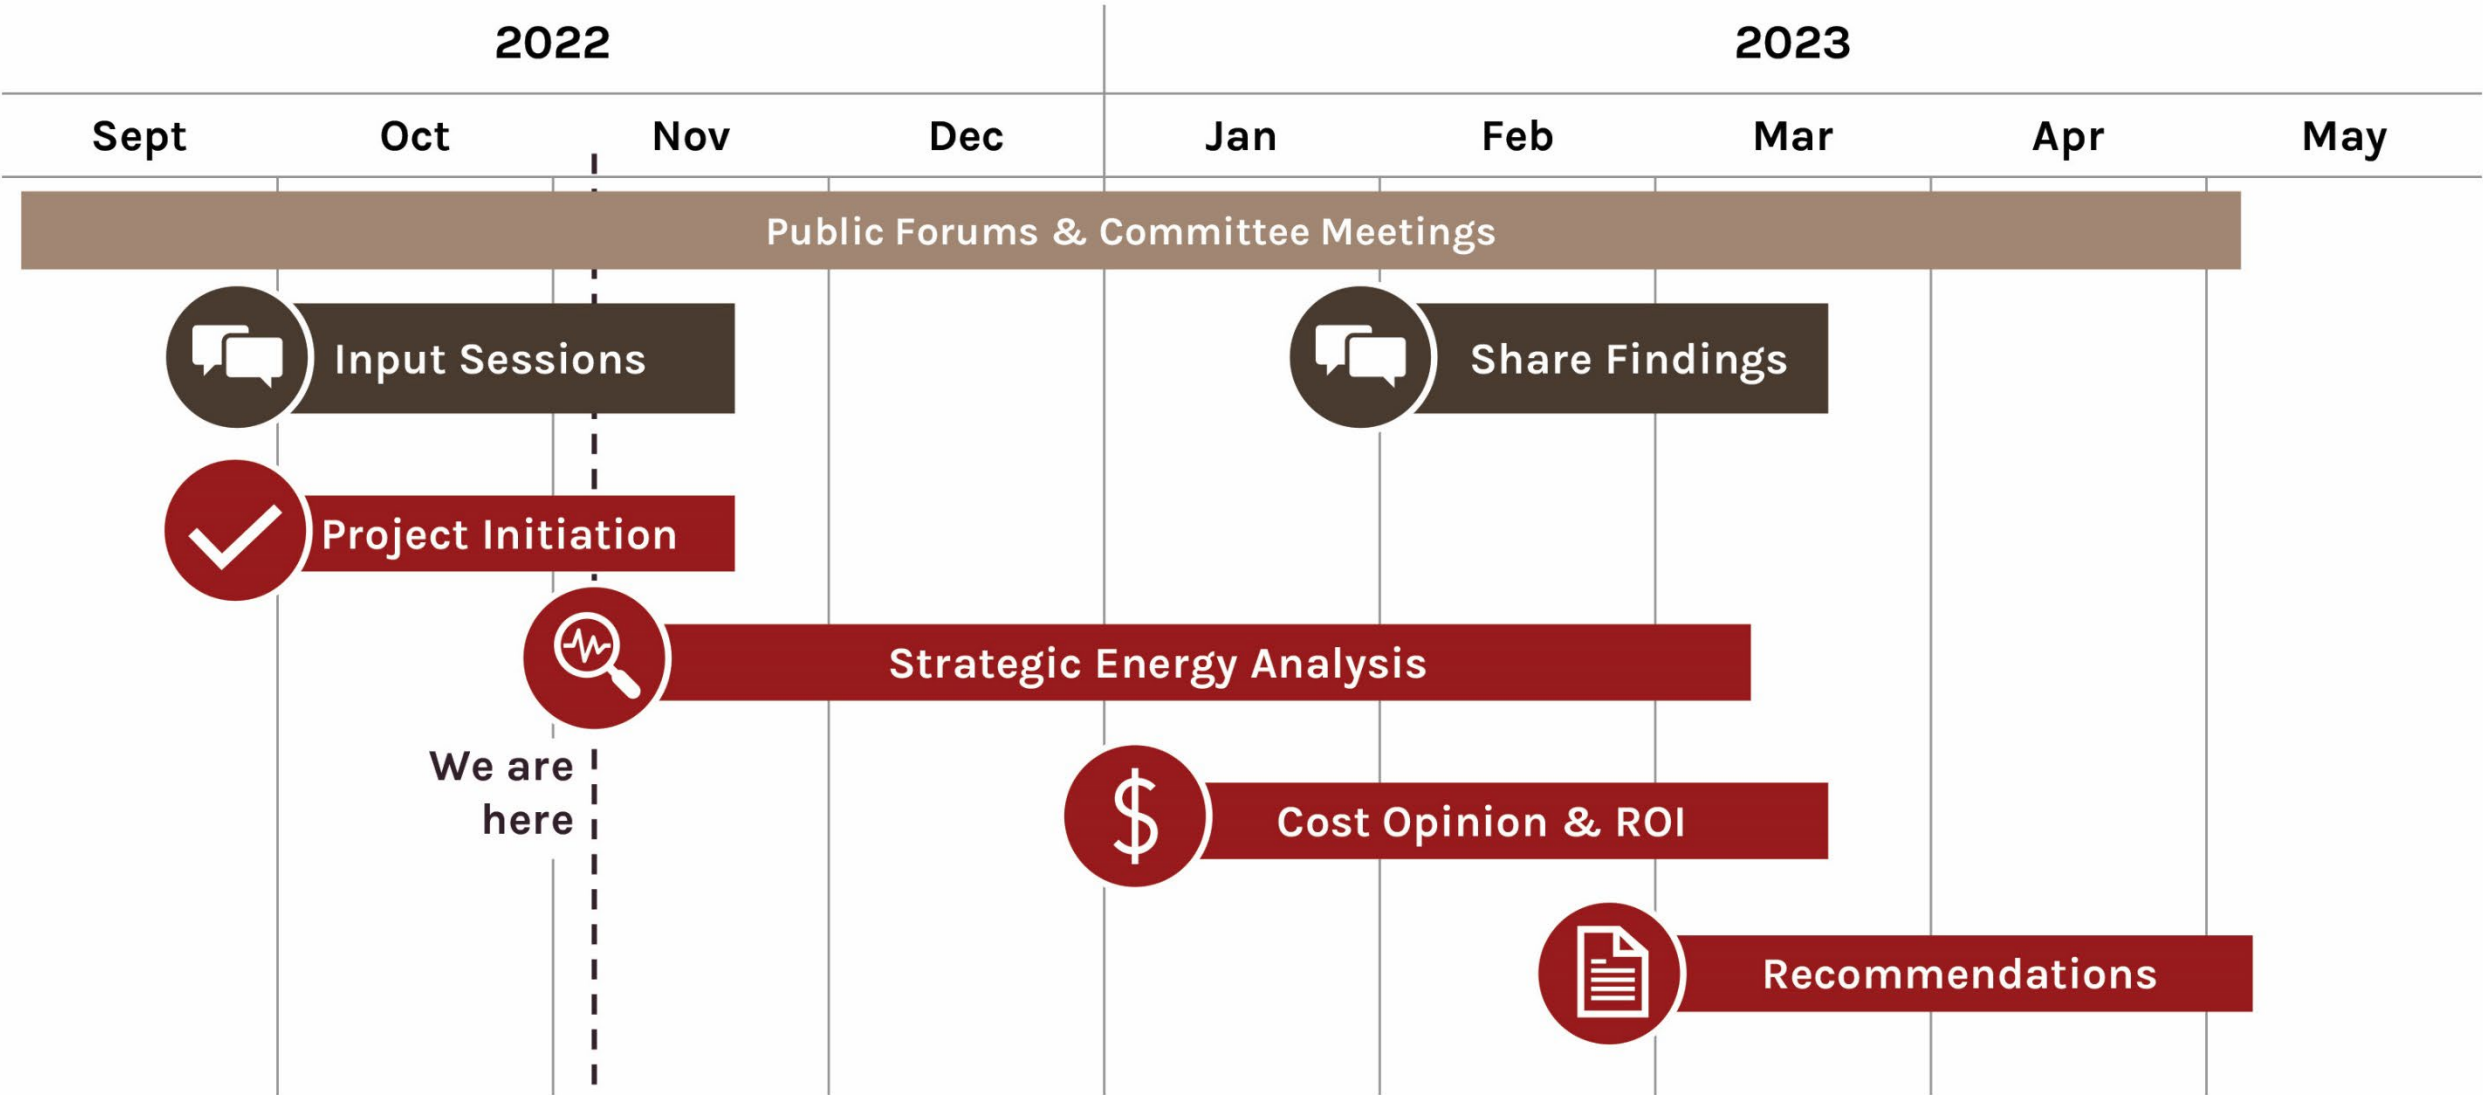 2022
2023
Sept
Oct
Nov
Dec
Jan
Feb
Mar
Apr
May
Public Forums & Committee Meetings
Input Sessions
Share Findings
Project Initiation
Strategic Energy Analysis
We are
here
$
Cost Opinion & ROI
Recommendations